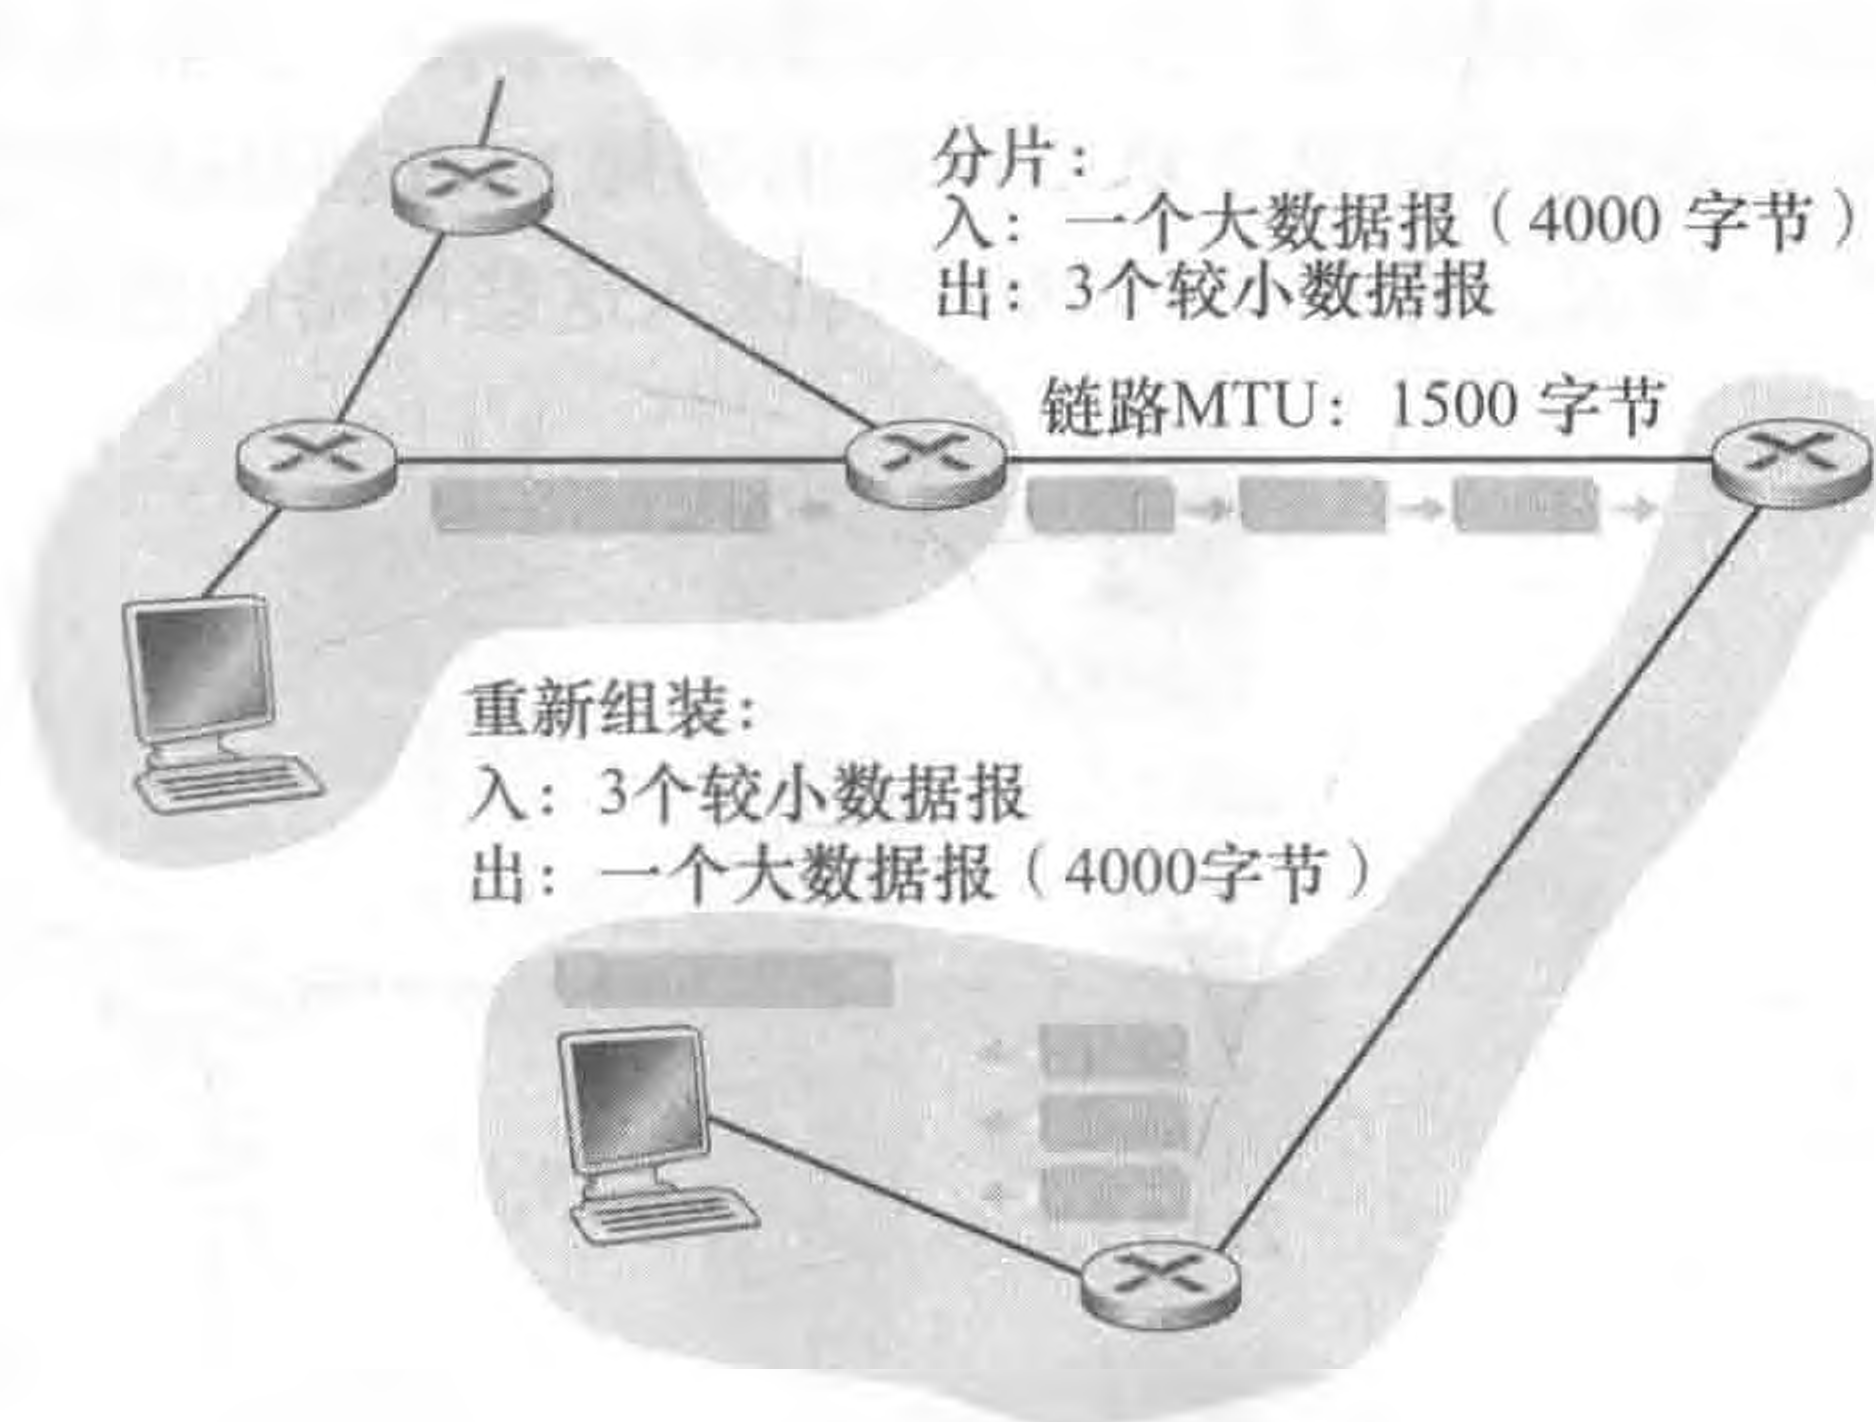 分片：
入：一个大数据报（4000 字节）
出：3个较小数据报
链路MTU：1500 字节
重新组装：
入：3个较小数据报
出：一个大数据报（4000字节）